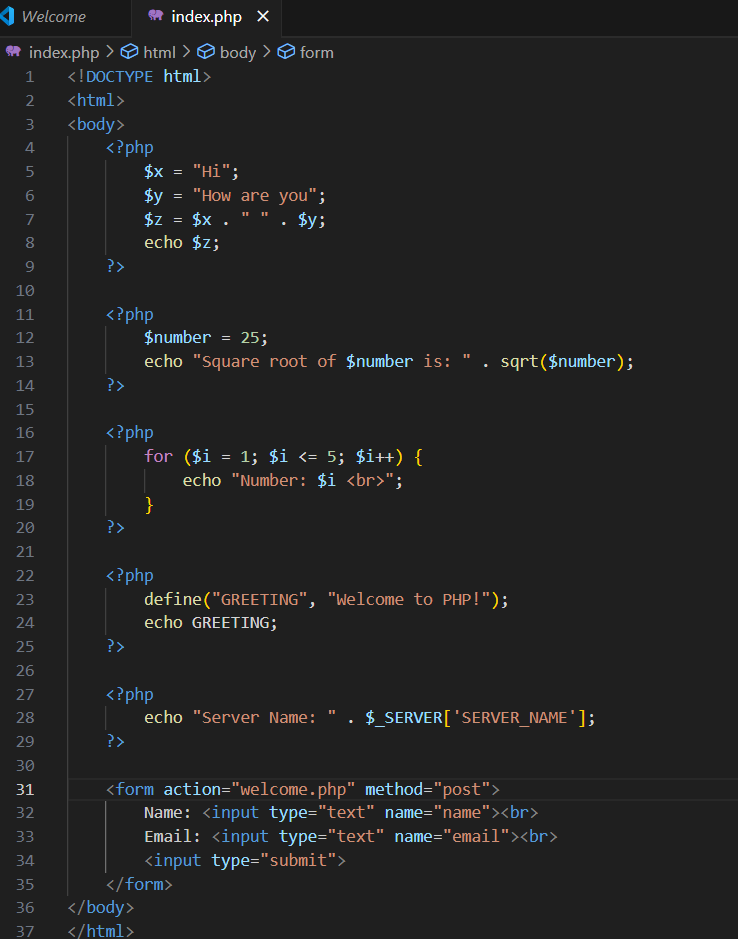 Welcome index.php ✕
index.php > html > body > form
1 <!DOCTYPE html>
2 <html>
3 <body>
4     <?php
5         $x = "Hi";
6         $y = "How are you";
7         $z = $x . " " . $y;
8         echo $z;
9     ?>
10
11     <?php
12         $number = 25;
13         echo "Square root of $number is: " . sqrt($number);
14     ?>
15
16     <?php
17         for ($i = 1; $i <= 5; $i++) {
18             echo "Number: $i <br>";
19         }
20     ?>
21
22     <?php
23         define("GREETING", "Welcome to PHP!");
24         echo GREETING;
25     ?>
26
27     <?php
28         echo "Server Name: " . $_SERVER['SERVER_NAME'];
29     ?>
30
31     <form action="welcome.php" method="post">
32         Name: <input type="text" name="name"><br>
33         Email: <input type="text" name="email"><br>
34         <input type="submit">
35     </form>
36 </body>
37 </html>